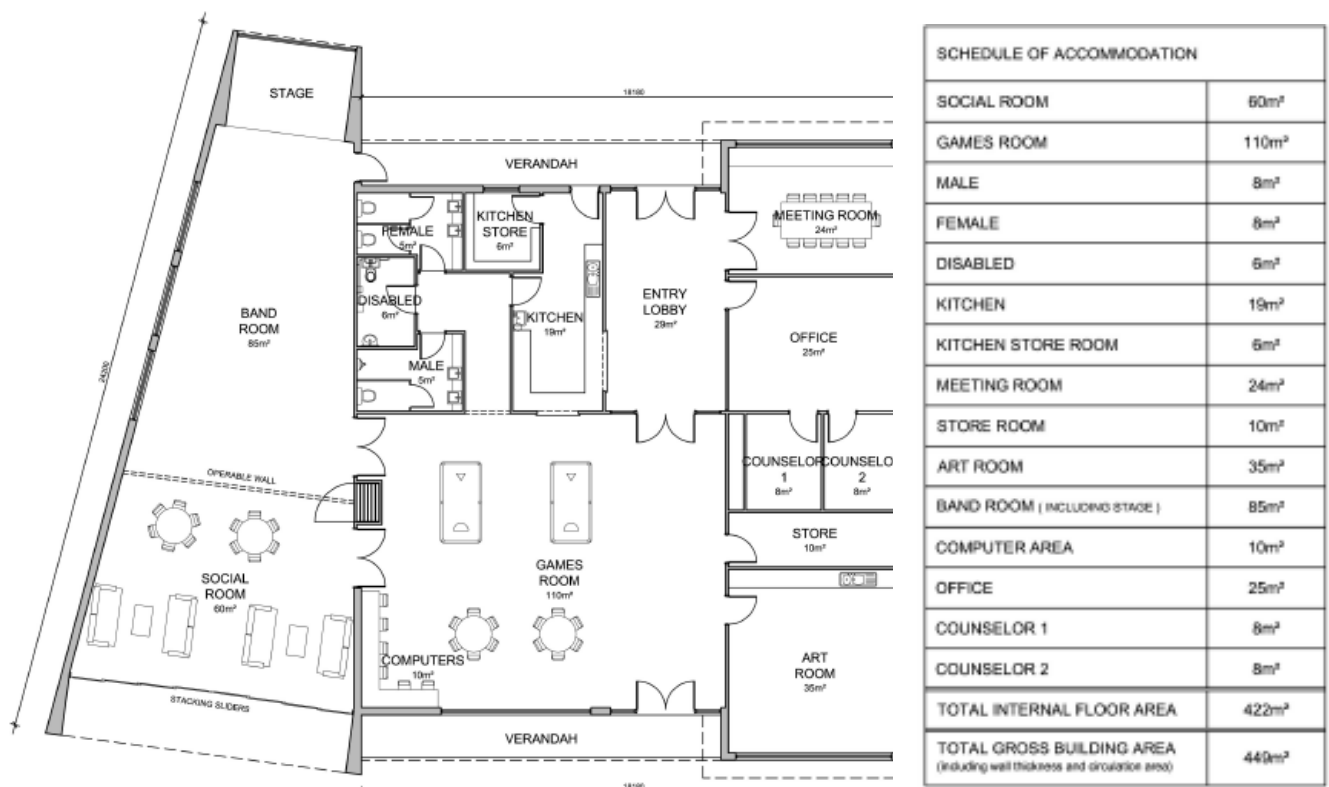 STAGE
18180
VERANDAH
MEETING ROOM
24m²
KITCHEN
STORE
6m²
FEMALE
5m²
DISABLED
6m²
ENTRY
LOBBY
29m²
BAND
ROOM
85m²
KITCHEN
19m²
OFFICE
25m²
MALE
5m²
24200
OPERABLE WALL
COUNSELOR
1
8m²
COUNSELOR
2
8m²
STORE
10m²
GAMES
ROOM
110m²
SOCIAL
ROOM
60m²
COMPUTERS
10m²
ART
ROOM
35m²
STACKING SLIDERS
VERANDAH
18180
SCHEDULE OF ACCOMMODATION
SOCIAL ROOM 60m²
GAMES ROOM 110m²
MALE 8m²
FEMALE 8m²
DISABLED 6m²
KITCHEN 19m²
KITCHEN STORE ROOM 6m²
MEETING ROOM 24m²
STORE ROOM 10m²
ART ROOM 35m²
BAND ROOM ( INCLUDING STAGE ) 85m²
COMPUTER AREA 10m²
OFFICE 25m²
COUNSELOR 1 8m²
COUNSELOR 2 8m²
TOTAL INTERNAL FLOOR AREA 422m²
TOTAL GROSS BUILDING AREA 449m²
(including wall thickness and circulation area)